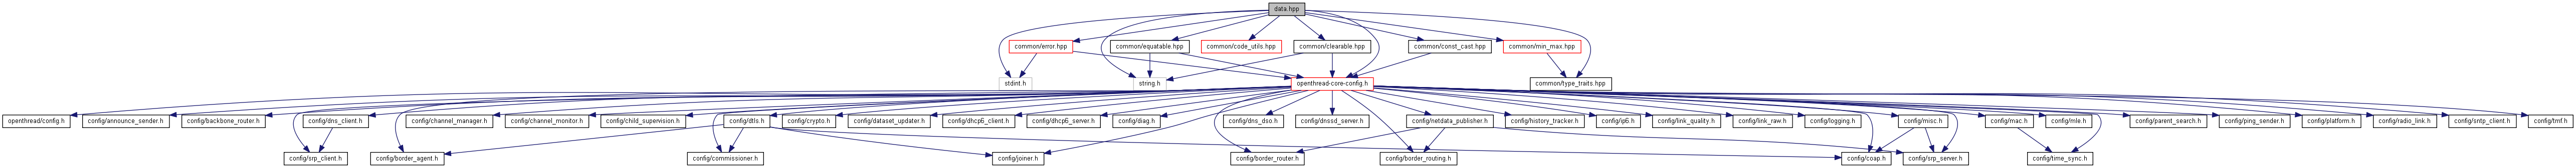 data.hpp
common/error.hpp
common/equatable.hpp
common/code_utils.hpp
common/clearable.hpp
common/const_cast.hpp
common/min_max.hpp
stdint.h
string.h
openthread-core-config.h
common/type_traits.hpp
openthread/config.h
config/announce_sender.h
config/backbone_router.h
config/dns_client.h
config/channel_manager.h
config/channel_monitor.h
config/child_supervision.h
config/dtls.h
config/crypto.h
config/dataset_updater.h
config/dhcp6_client.h
config/dhcp6_server.h
config/diag.h
config/dns_dso.h
config/dnssd_server.h
config/netdata_publisher.h
config/history_tracker.h
config/ip6.h
config/link_quality.h
config/link_raw.h
config/logging.h
config/misc.h
config/mac.h
config/mle.h
config/parent_search.h
config/ping_sender.h
config/platform.h
config/radio_link.h
config/sntp_client.h
config/tmf.h
config/srp_client.h
config/border_agent.h
config/commissioner.h
config/joiner.h
config/border_router.h
config/border_routing.h
config/coap.h
config/srp_server.h
config/time_sync.h